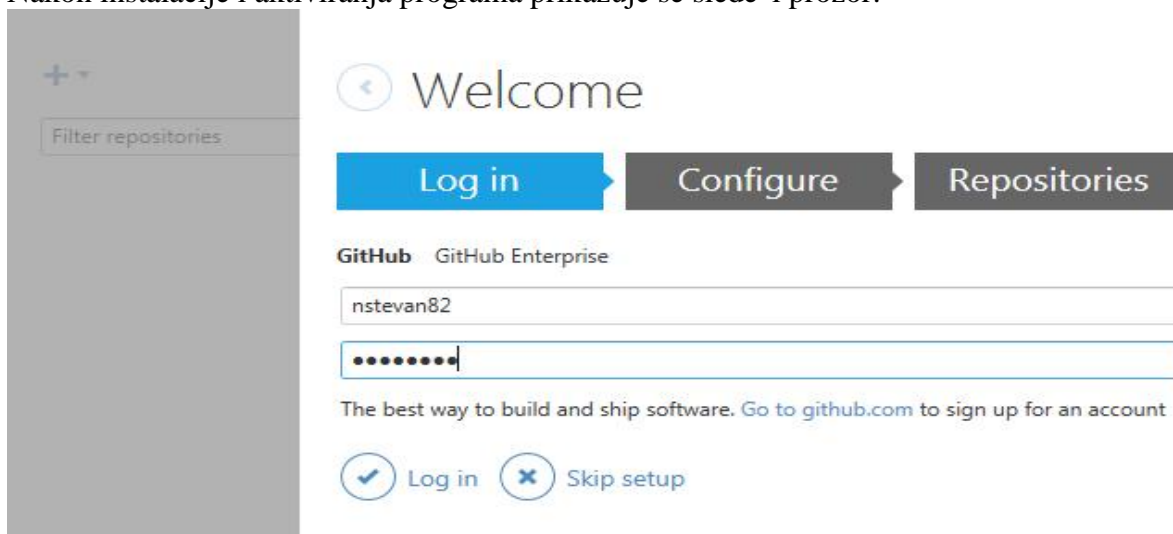 Nakon instalacije i aktiviranja programa prikazuje se slede i prozor:
Filter repositories
Welcome
Log in
Configure
Repositories
GitHub GitHub Enterprise
nstevan82
••••••••
The best way to build and ship software. Go to github.com to sign up for an account
Log in
Skip setup